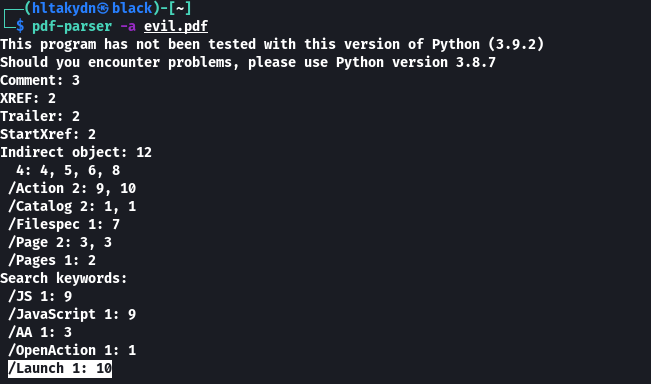 ┌──(hltakydn㉿black)-[~]
└─$ pdf-parser -a evil.pdf
This program has not been tested with this version of Python (3.9.2)
Should you encounter problems, please use Python version 3.8.7
Comment: 3
XREF: 2
Trailer: 2
StartXref: 2
Indirect object: 12
  4: 4, 5, 6, 8
 /Action 2: 9, 10
 /Catalog 2: 1, 1
 /Filespec 1: 7
 /Page 2: 3, 3
 /Pages 1: 2
Search keywords:
 /JS 1: 9
 /JavaScript 1: 9
 /AA 1: 3
 /OpenAction 1: 1
 /Launch 1: 10